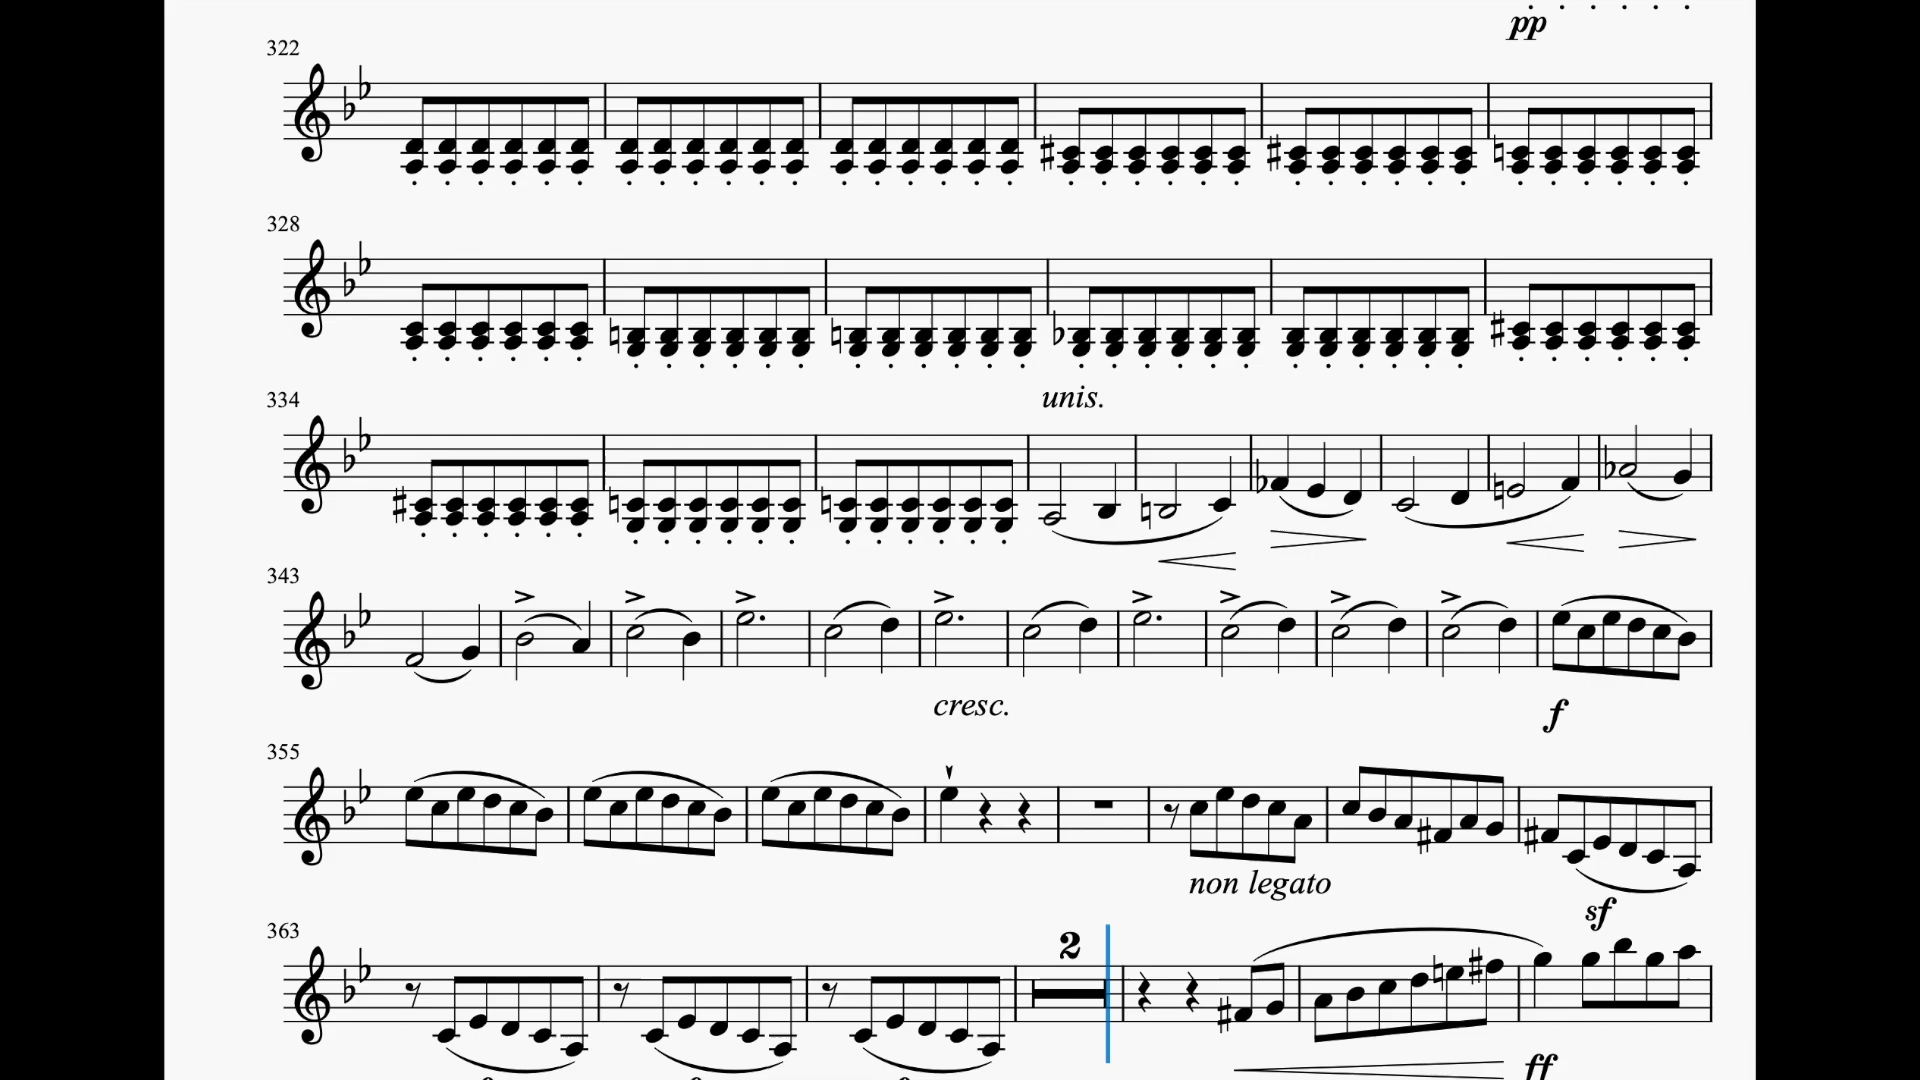 pp
322
328
334
unis.
343
cresc.
f
355
non legato
sf
363
2
ff